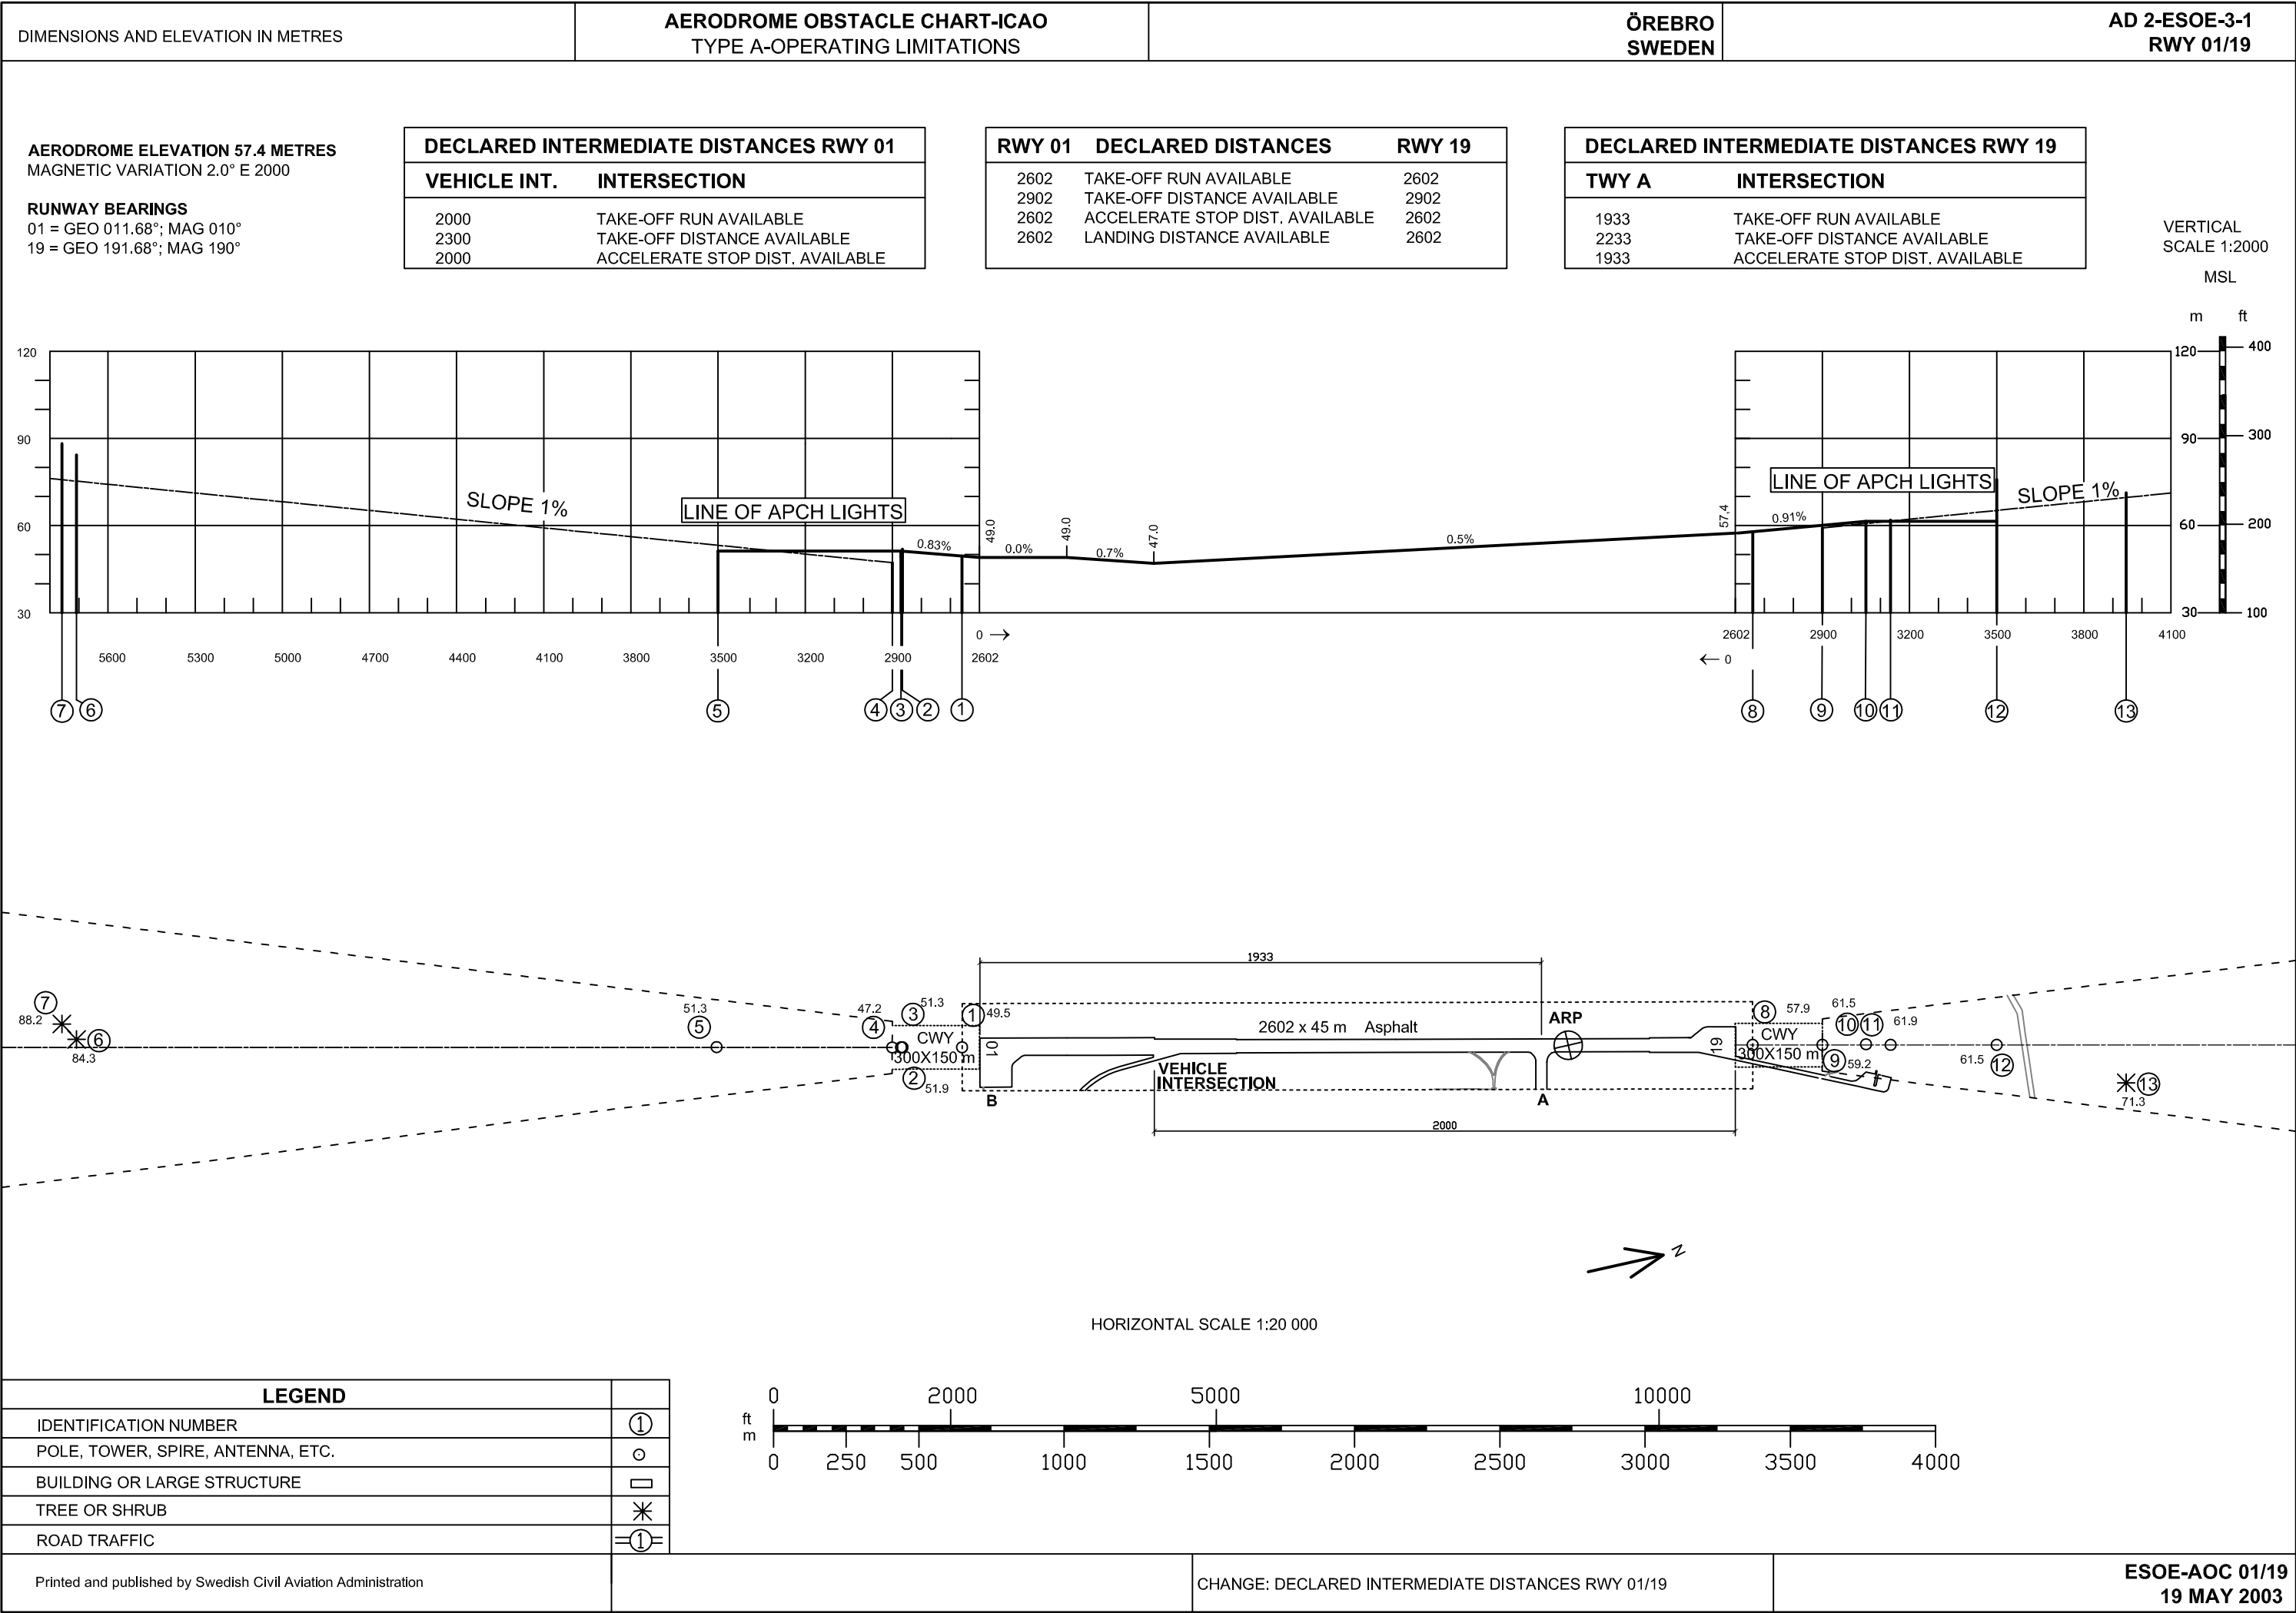 DIMENSIONS AND ELEVATION IN METRES
AERODROME OBSTACLE CHART-ICAO
TYPE A-OPERATING LIMITATIONS
ÖREBRO
SWEDEN
AD 2-ESOE-3-1
RWY 01/19
AERODROME ELEVATION 57.4 METRES
MAGNETIC VARIATION 2.0° E 2000
RUNWAY BEARINGS
01 = GEO 011.68°; MAG 010°
19 = GEO 191.68°; MAG 190°
DECLARED INTERMEDIATE DISTANCES RWY 01
VEHICLE INT. INTERSECTION
2000 TAKE-OFF RUN AVAILABLE
2300 TAKE-OFF DISTANCE AVAILABLE
2000 ACCELERATE STOP DIST. AVAILABLE
RWY 01 DECLARED DISTANCES RWY 19
2602 TAKE-OFF RUN AVAILABLE 2602
2902 TAKE-OFF DISTANCE AVAILABLE 2902
2602 ACCELERATE STOP DIST. AVAILABLE 2602
2602 LANDING DISTANCE AVAILABLE 2602
DECLARED INTERMEDIATE DISTANCES RWY 19
TWY A INTERSECTION
1933 TAKE-OFF RUN AVAILABLE
2233 TAKE-OFF DISTANCE AVAILABLE
1933 ACCELERATE STOP DIST. AVAILABLE
VERTICAL
SCALE 1:2000
MSL
m ft
120
90
60
30
SLOPE 1%
LINE OF APCH LIGHTS
0.83%
49.0
0.0%
49.0
0.7%
47.0
0.5%
57.4
0.91%
LINE OF APCH LIGHTS
SLOPE 1%
120 400
90 300
60 200
30 100
0 →
2602 2900 3200 3500 3800 4100
5600 5300 5000 4700 4400 4100 3800 3500 3200 2900 2602
← 0
7 6 5 4 3 2 1 8 9 10 11 12 13
1933
7
88.2
6
84.3
51.3
5
47.2
4
3
51.3
1
49.5
CWY
300X150 m
2
51.9
01
B
2602 x 45 m Asphalt
VEHICLE
INTERSECTION
ARP
A
2000
19
8
57.9
CWY
300X150 m
9
59.2
61.5
10
11
61.9
61.5
12
13
71.3
N
HORIZONTAL SCALE 1:20 000
LEGEND
IDENTIFICATION NUMBER 1
POLE, TOWER, SPIRE, ANTENNA, ETC.
BUILDING OR LARGE STRUCTURE
TREE OR SHRUB
ROAD TRAFFIC 1
0 2000 5000 10000
ft
m
0 250 500 1000 1500 2000 2500 3000 3500 4000
Printed and published by Swedish Civil Aviation Administration
CHANGE: DECLARED INTERMEDIATE DISTANCES RWY 01/19
ESOE-AOC 01/19
19 MAY 2003